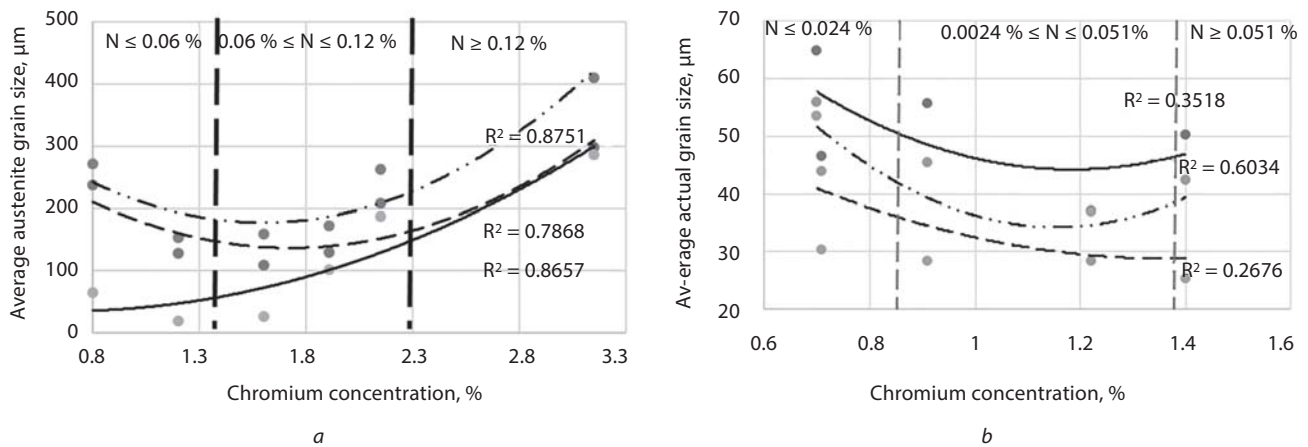 500
400
300
200
100
0
Average austenite grain size, µm
N ≤ 0.06 %
0.06 % ≤ N ≤ 0.12 %
N ≥ 0.12 %
R² = 0.8751
R² = 0.7868
R² = 0.8657
0.8 1.3 1.8 2.3 2.8 3.3
Chromium concentration, %
a
70
60
50
40
30
20
Av-erage actual grain size, µm
N ≤ 0.024 %
0.0024 % ≤ N ≤ 0.051%
N ≥ 0.051 %
R² = 0.3518
R² = 0.6034
R² = 0.2676
0.6 0.8 1 1.2 1.4 1.6
Chromium concentration, %
b